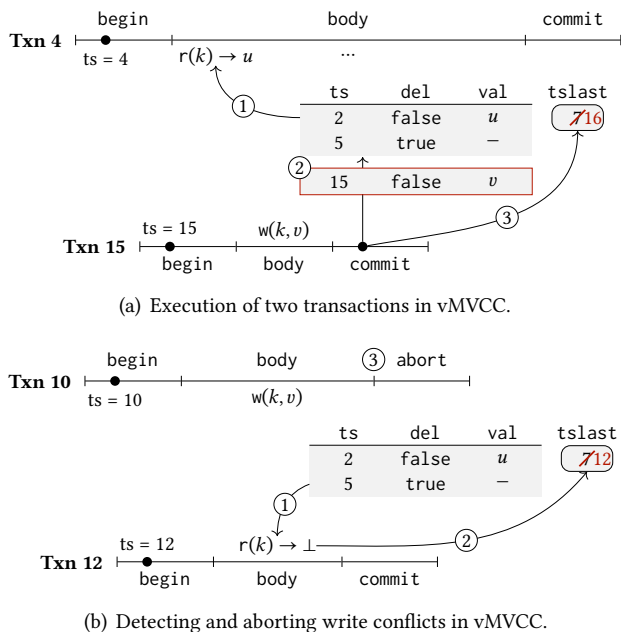 begin body commit
Txn 4
ts = 4 r(k) → u ...
ts del val tslast
① 2 false u 7 16
5 true −
②
15 false v
③
ts = 15 w(k, v)
Txn 15
begin body commit
(a) Execution of two transactions in vMVCC.
begin body ③ abort
Txn 10
ts = 10 w(k, v)
ts del val tslast
2 false u 7 12
5 true −
①
ts = 12 r(k) → ⊥ ②
Txn 12
begin body commit
(b) Detecting and aborting write conflicts in vMVCC.